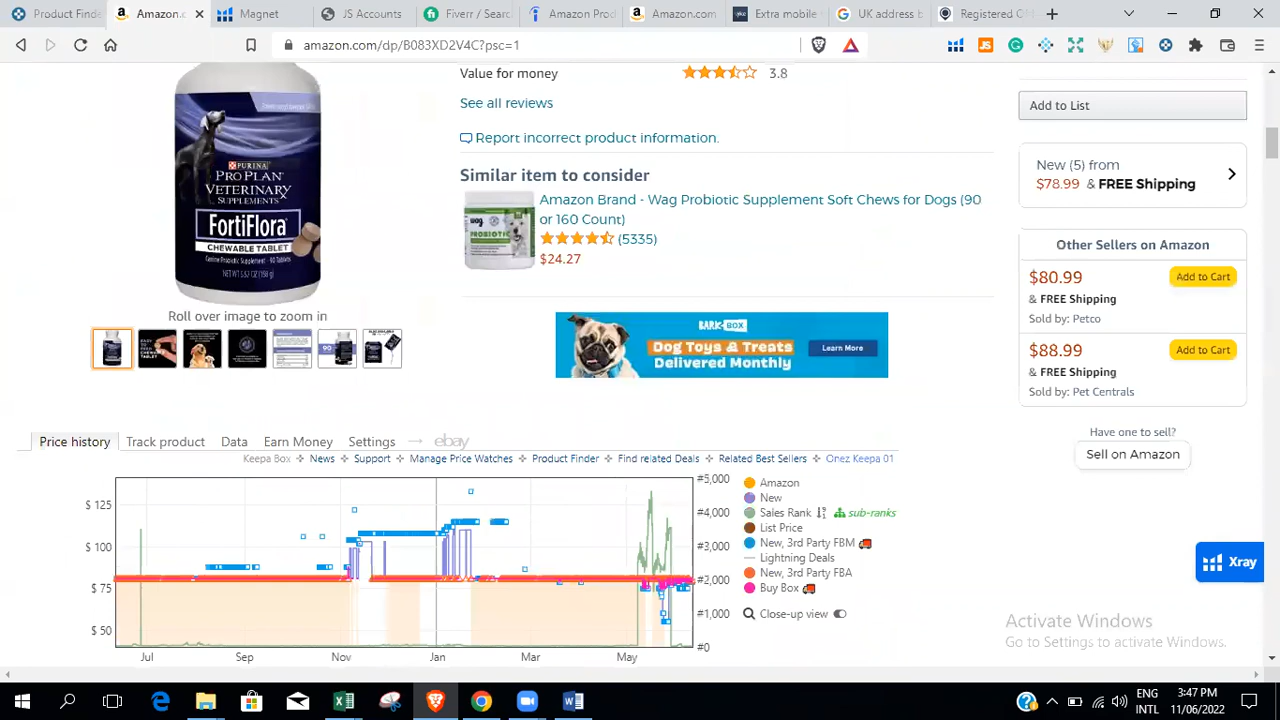 Product Finde
Amazon.c
Magnet
JS Accounts
Fiverr / Searc
Amazon Prod
Amazon.com
Extra mobile
UK address b
Registered Of
amazon.com/dp/B083XD2V4C?psc=1
Value for money 3.8
See all reviews
Report incorrect product information.
Similar item to consider
Amazon Brand - Wag Probiotic Supplement Soft Chews for Dogs (90
or 160 Count)
(5335)
$24.27
wag
PROBIOTIC
PURINA
PRO PLAN
VETERINARY
SUPPLEMENTS
FortiFlora
CHEWABLE TABLET
Canine Probiotic Supplement - 90 Tablets
Roll over image to zoom in
BARK BOX
Dog Toys & Treats
Delivered Monthly
Learn More
Add to List
New (5) from
$78.99 & FREE Shipping
Other Sellers on Amazon
$80.99 Add to Cart
& FREE Shipping
Sold by: Petco
$88.99 Add to Cart
& FREE Shipping
Sold by: Pet Centrals
Have one to sell?
Sell on Amazon
Price history Track product Data Earn Money Settings ebay
Keepa Box News Support Manage Price Watches Product Finder Find related Deals Related Best Sellers Onez Keepa 01
$ 125
$ 100
$ 75
$ 50
#5,000
#4,000
#3,000
#2,000
#1,000
#0
Jul Sep Nov Jan Mar May
Amazon
New
Sales Rank sub-ranks
List Price
New, 3rd Party FBM
Lightning Deals
New, 3rd Party FBA
Buy Box
Close-up view
Xray
Activate Windows
Go to Settings to activate Windows.
ENG
INTL
3:47 PM
11/06/2022